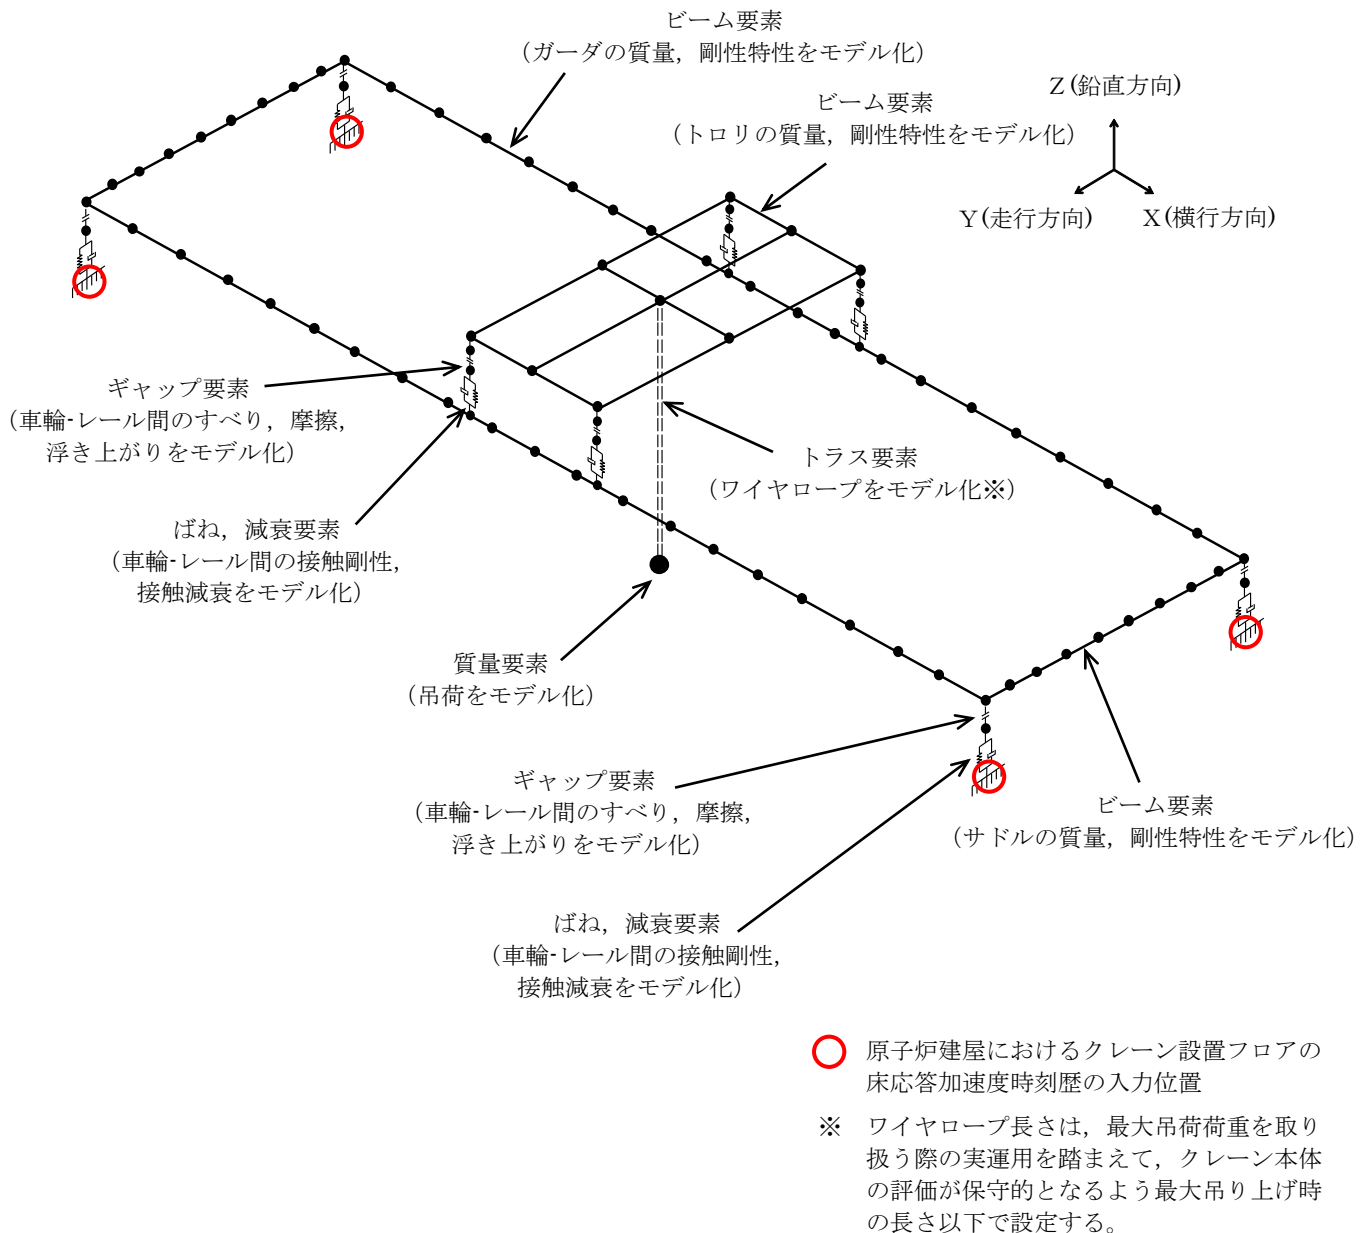 ビーム要素
（ガーダの質量，剛性特性をモデル化）
Z(鉛直方向)
ビーム要素
（トロリの質量，剛性特性をモデル化）
Y(走行方向)
X(横行方向)
ギャップ要素
（車輪-レール間のすべり，摩擦，
浮き上がりをモデル化）
トラス要素
（ワイヤロープをモデル化※）
ばね，減衰要素
（車輪-レール間の接触剛性，
接触減衰をモデル化）
質量要素
（吊荷をモデル化）
ギャップ要素
（車輪-レール間のすべり，摩擦，
浮き上がりをモデル化）
ビーム要素
（サドルの質量，剛性特性をモデル化）
ばね，減衰要素
（車輪-レール間の接触剛性，
接触減衰をモデル化）
原子炉建屋におけるクレーン設置フロアの
床応答加速度時刻歴の入力位置
※ ワイヤロープ長さは，最大吊荷荷重を取り
扱う際の実運用を踏まえて，クレーン本体
の評価が保守的となるよう最大吊り上げ時
の長さ以下で設定する。